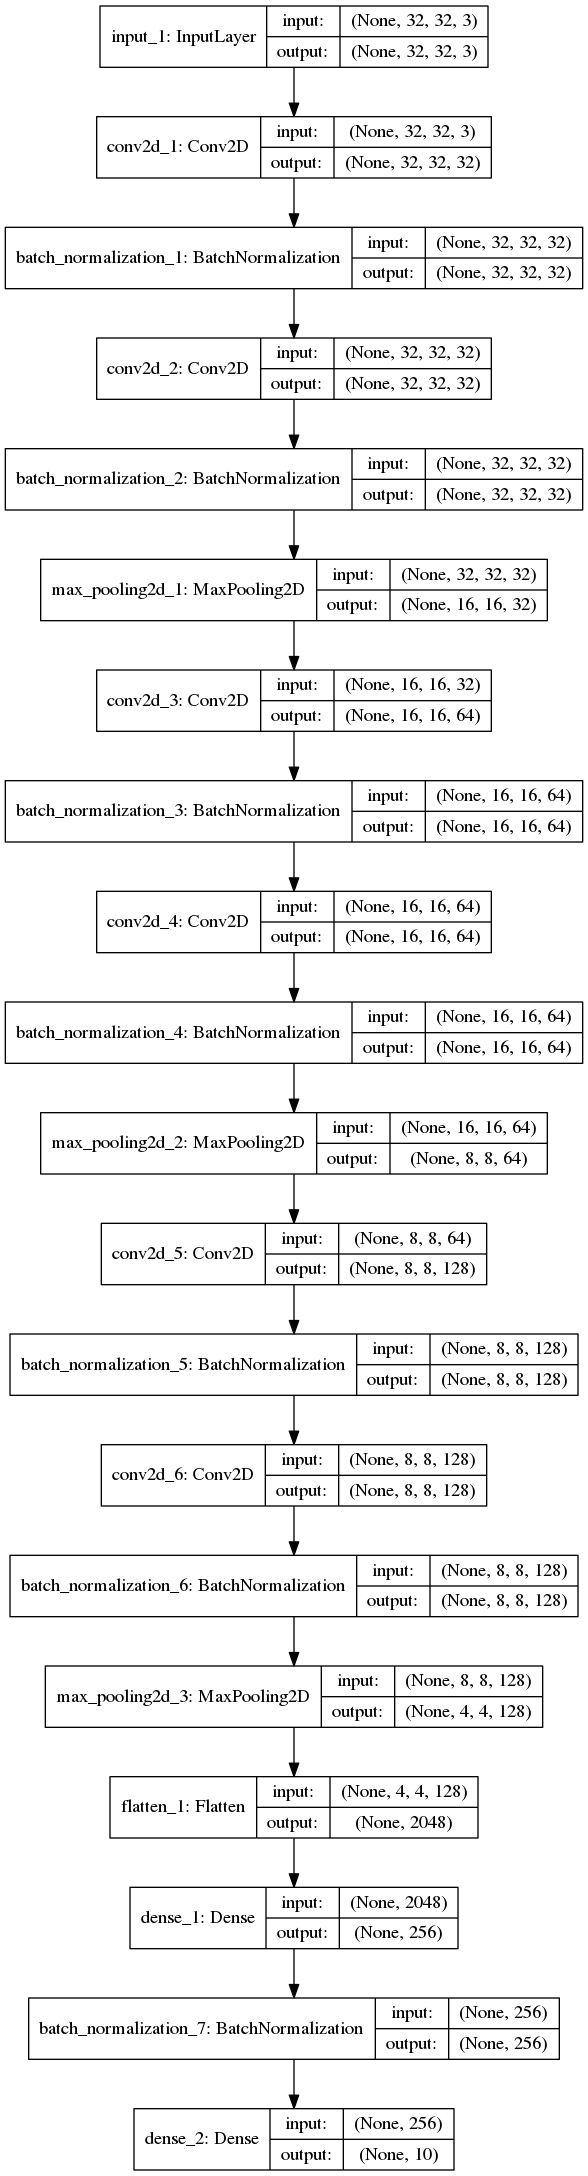 input_1: InputLayer input: (None, 32, 32, 3)
output: (None, 32, 32, 3)
conv2d_1: Conv2D input: (None, 32, 32, 3)
output: (None, 32, 32, 32)
batch_normalization_1: BatchNormalization input: (None, 32, 32, 32)
output: (None, 32, 32, 32)
conv2d_2: Conv2D input: (None, 32, 32, 32)
output: (None, 32, 32, 32)
batch_normalization_2: BatchNormalization input: (None, 32, 32, 32)
output: (None, 32, 32, 32)
max_pooling2d_1: MaxPooling2D input: (None, 32, 32, 32)
output: (None, 16, 16, 32)
conv2d_3: Conv2D input: (None, 16, 16, 32)
output: (None, 16, 16, 64)
batch_normalization_3: BatchNormalization input: (None, 16, 16, 64)
output: (None, 16, 16, 64)
conv2d_4: Conv2D input: (None, 16, 16, 64)
output: (None, 16, 16, 64)
batch_normalization_4: BatchNormalization input: (None, 16, 16, 64)
output: (None, 16, 16, 64)
max_pooling2d_2: MaxPooling2D input: (None, 16, 16, 64)
output: (None, 8, 8, 64)
conv2d_5: Conv2D input: (None, 8, 8, 64)
output: (None, 8, 8, 128)
batch_normalization_5: BatchNormalization input: (None, 8, 8, 128)
output: (None, 8, 8, 128)
conv2d_6: Conv2D input: (None, 8, 8, 128)
output: (None, 8, 8, 128)
batch_normalization_6: BatchNormalization input: (None, 8, 8, 128)
output: (None, 8, 8, 128)
max_pooling2d_3: MaxPooling2D input: (None, 8, 8, 128)
output: (None, 4, 4, 128)
flatten_1: Flatten input: (None, 4, 4, 128)
output: (None, 2048)
dense_1: Dense input: (None, 2048)
output: (None, 256)
batch_normalization_7: BatchNormalization input: (None, 256)
output: (None, 256)
dense_2: Dense input: (None, 256)
output: (None, 10)